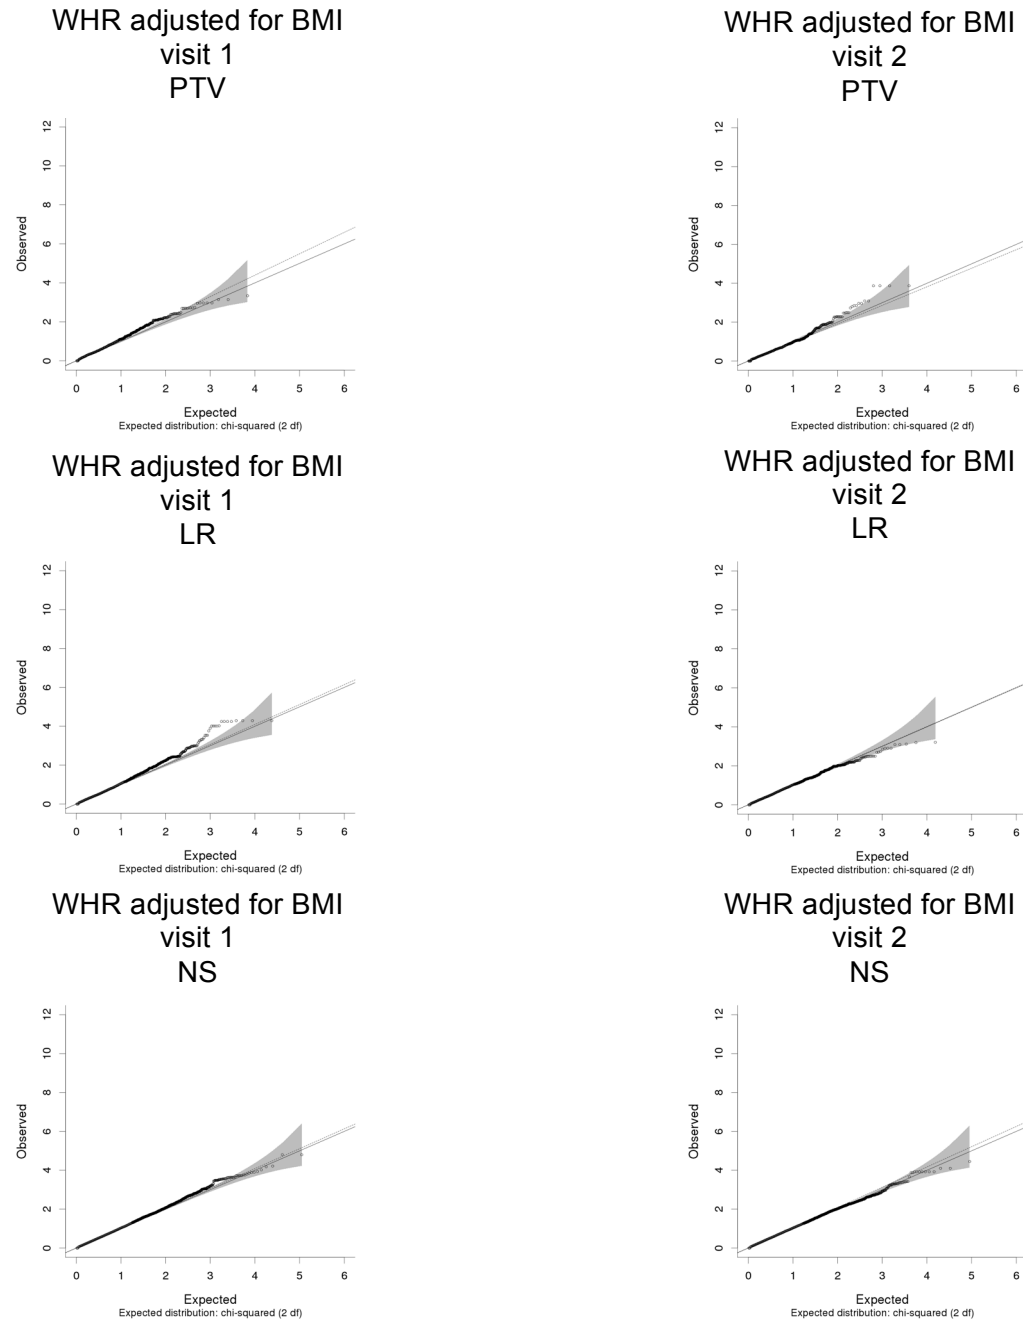 WHR adjusted for BMI
visit 1
PTV
12
10
8
6
4
2
0
Observed
0 1 2 3 4 5 6
Expected
Expected distribution: chi-squared (2 df)
WHR adjusted for BMI
visit 2
PTV
12
10
8
6
4
2
0
Observed
0 1 2 3 4 5 6
Expected
Expected distribution: chi-squared (2 df)
WHR adjusted for BMI
visit 1
LR
12
10
8
6
4
2
0
Observed
0 1 2 3 4 5 6
Expected
Expected distribution: chi-squared (2 df)
WHR adjusted for BMI
visit 2
LR
12
10
8
6
4
2
0
Observed
0 1 2 3 4 5 6
Expected
Expected distribution: chi-squared (2 df)
WHR adjusted for BMI
visit 1
NS
12
10
8
6
4
2
0
Observed
0 1 2 3 4 5 6
Expected
Expected distribution: chi-squared (2 df)
WHR adjusted for BMI
visit 2
NS
12
10
8
6
4
2
0
Observed
0 1 2 3 4 5 6
Expected
Expected distribution: chi-squared (2 df)